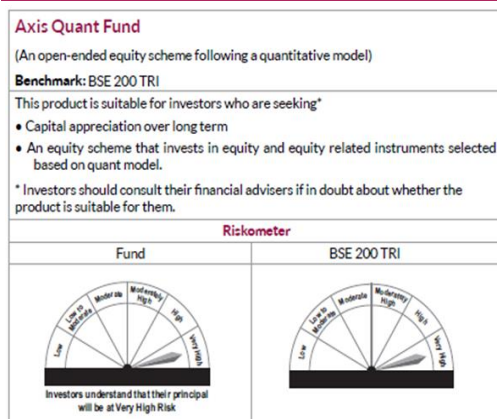 Axis Quant Fund
(An open-ended equity scheme following a quantitative model)
Benchmark: BSE 200 TRI
This product is suitable for investors who are seeking*
• Capital appreciation over long term
• An equity scheme that invests in equity and equity related instruments selected
based on quant model.
* Investors should consult their financial advisers if in doubt about whether the
product is suitable for them.
Riskometer
Fund
BSE 200 TRI
Low
Low to
Moderate
Moderate
Moderately
High
High
Very High
Investors understand that their principal
will be at Very High Risk
Low
Low to
Moderate
Moderate
Moderately
High
High
Very High